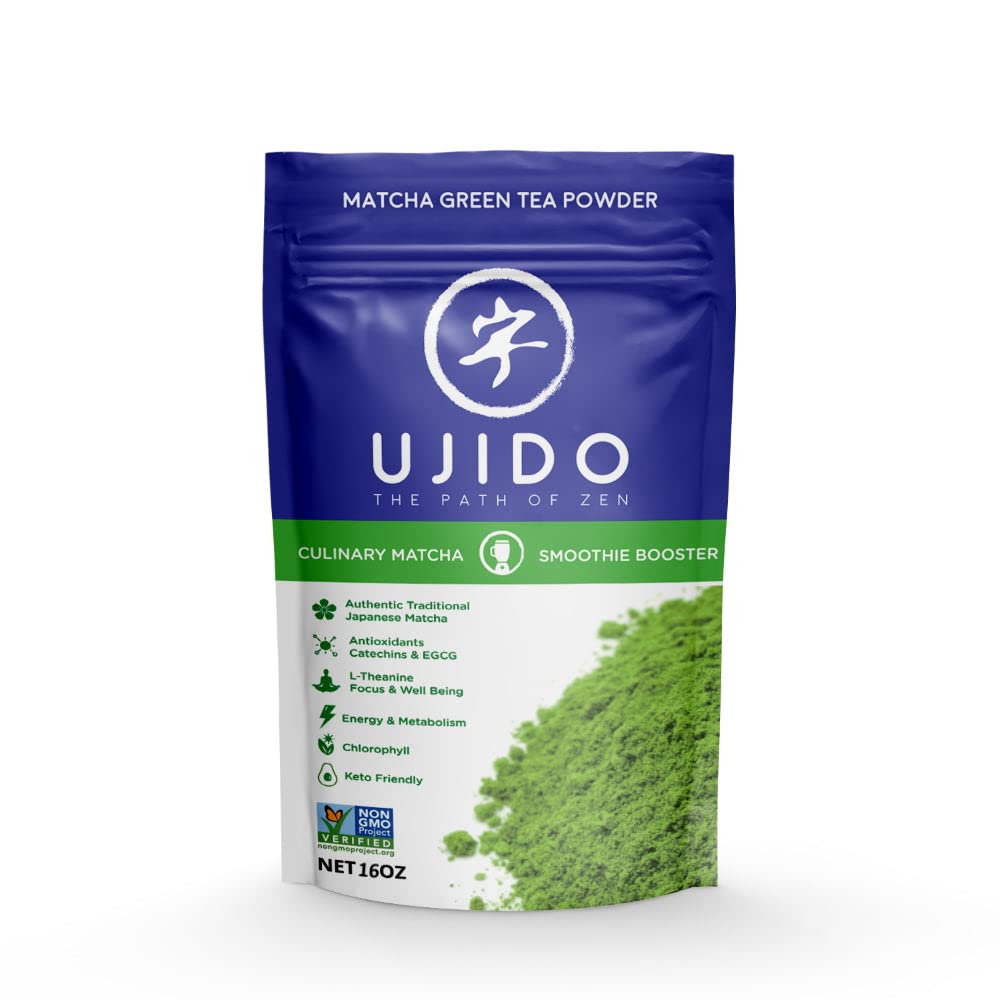 MATCHA GREEN TEA POWDER
字
UJIDO
THE PATH OF ZEN
CULINARY MATCHA SMOOTHIE BOOSTER
Authentic Traditional
Japanese Matcha
Antioxidants
Catechins & EGCG
L-Theanine
Focus & Well Being
Energy & Metabolism
Chlorophyll
Keto Friendly
NON
GMO
Project
VERIFIED
nongmoproject.org
NET 16OZ